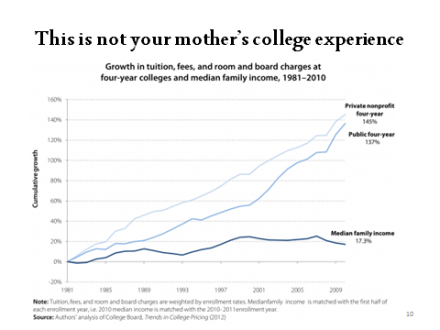 This is not your mother's college experience
Growth in tuition, fees, and room and board charges at
four-year colleges and median family income, 1981–2010
160%
140%
120%
100%
80%
60%
40%
20%
0%
-20%
Cumulative growth
Private nonprofit
four-year
145%
Public four-year
137%
Median family income
17.3%
1981
1985
1989
1993
1997
2001
2005
2009
Note: Tuition, fees, and room and board charges are weighted by enrollment rates. Medianfamily income is matched with the first half of
each enrollment year, i.e. 2010 median income is matched with the 2010- 2011enrollment year.
Source: Authors' analysis of College Board, Trends in College Pricing (2012)
10